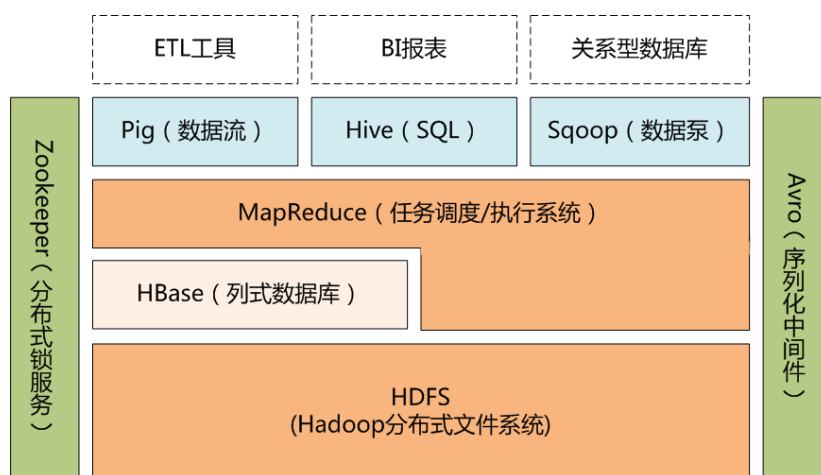 ETL工具
BI报表
关系型数据库
Zookeeper（分布式锁服务）
Pig（数据流）
Hive（SQL）
Sqoop（数据泵）
Avro（序列化中间件）
MapReduce（任务调度/执行系统）
HBase（列式数据库）
HDFS
(Hadoop分布式文件系统)